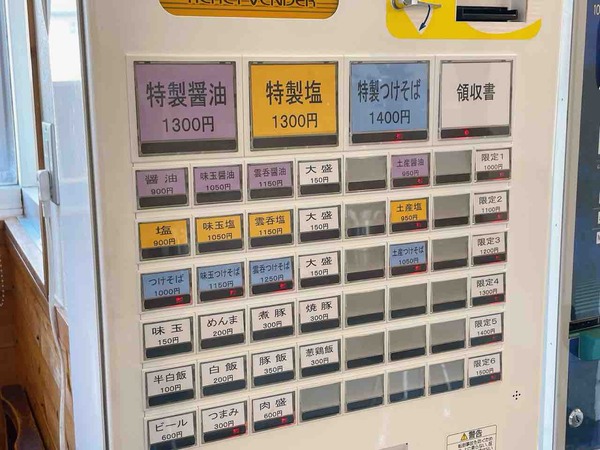 TICKET VENDER
特製醤油
1300円
特製塩
1300円
特製つけそば
1400円
領収書
醤油
900円
味玉醤油
1050円
雲呑醤油
1150円
大盛
150円
土産醤油
950円
限定1
1000円
塩
900円
味玉塩
1050円
雲呑塩
1150円
大盛
150円
土産塩
950円
限定2
1100円
つけそば
1000円
味玉つけそば
1150円
雲呑つけそば
1250円
大盛
150円
土産つけそば
1050円
限定3
1200円
味玉
150円
めんま
200円
煮豚
300円
焼豚
300円
限定4
1300円
半白飯
100円
白飯
200円
豚飯
350円
葱鶏飯
300円
限定5
1400円
ビール
600円
つまみ
300円
肉盛
600円
限定6
1500円
警告